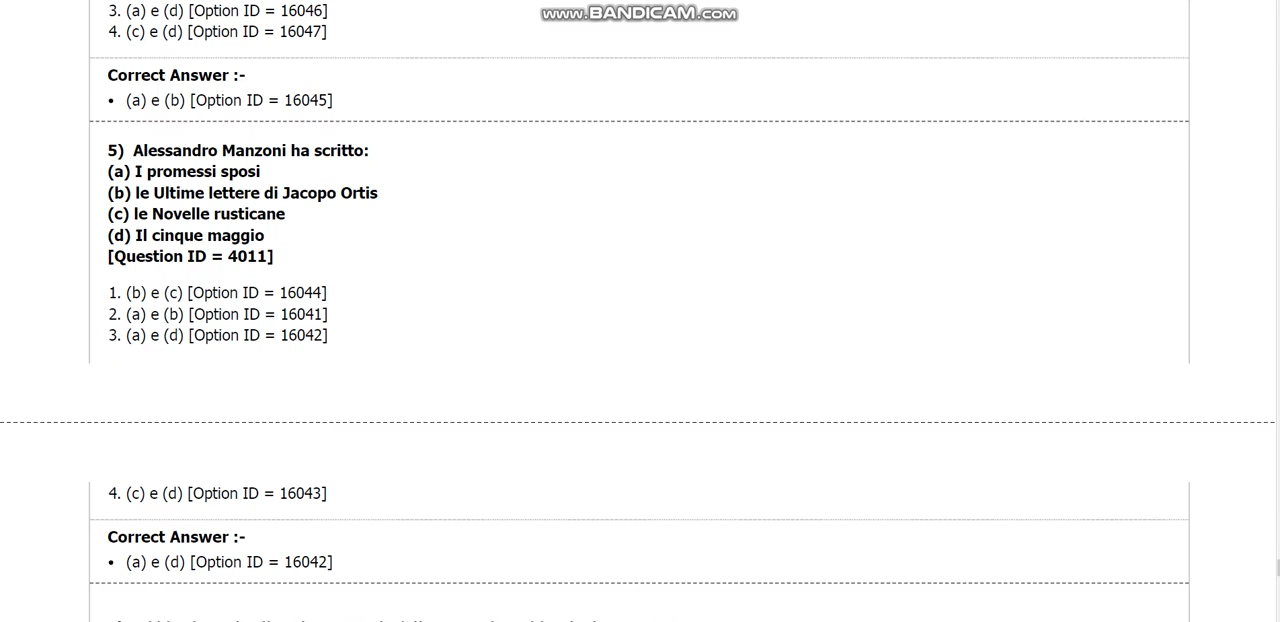 3. (a) e (d) [Option ID = 16046]
www.BANDICAM.com
4. (c) e (d) [Option ID = 16047]
Correct Answer :-
• (a) e (b) [Option ID = 16045]
5) Alessandro Manzoni ha scritto:
(a) I promessi sposi
(b) le Ultime lettere di Jacopo Ortis
(c) le Novelle rusticane
(d) Il cinque maggio
[Question ID = 4011]
1. (b) e (c) [Option ID = 16044]
2. (a) e (b) [Option ID = 16041]
3. (a) e (d) [Option ID = 16042]
4. (c) e (d) [Option ID = 16043]
Correct Answer :-
• (a) e (d) [Option ID = 16042]